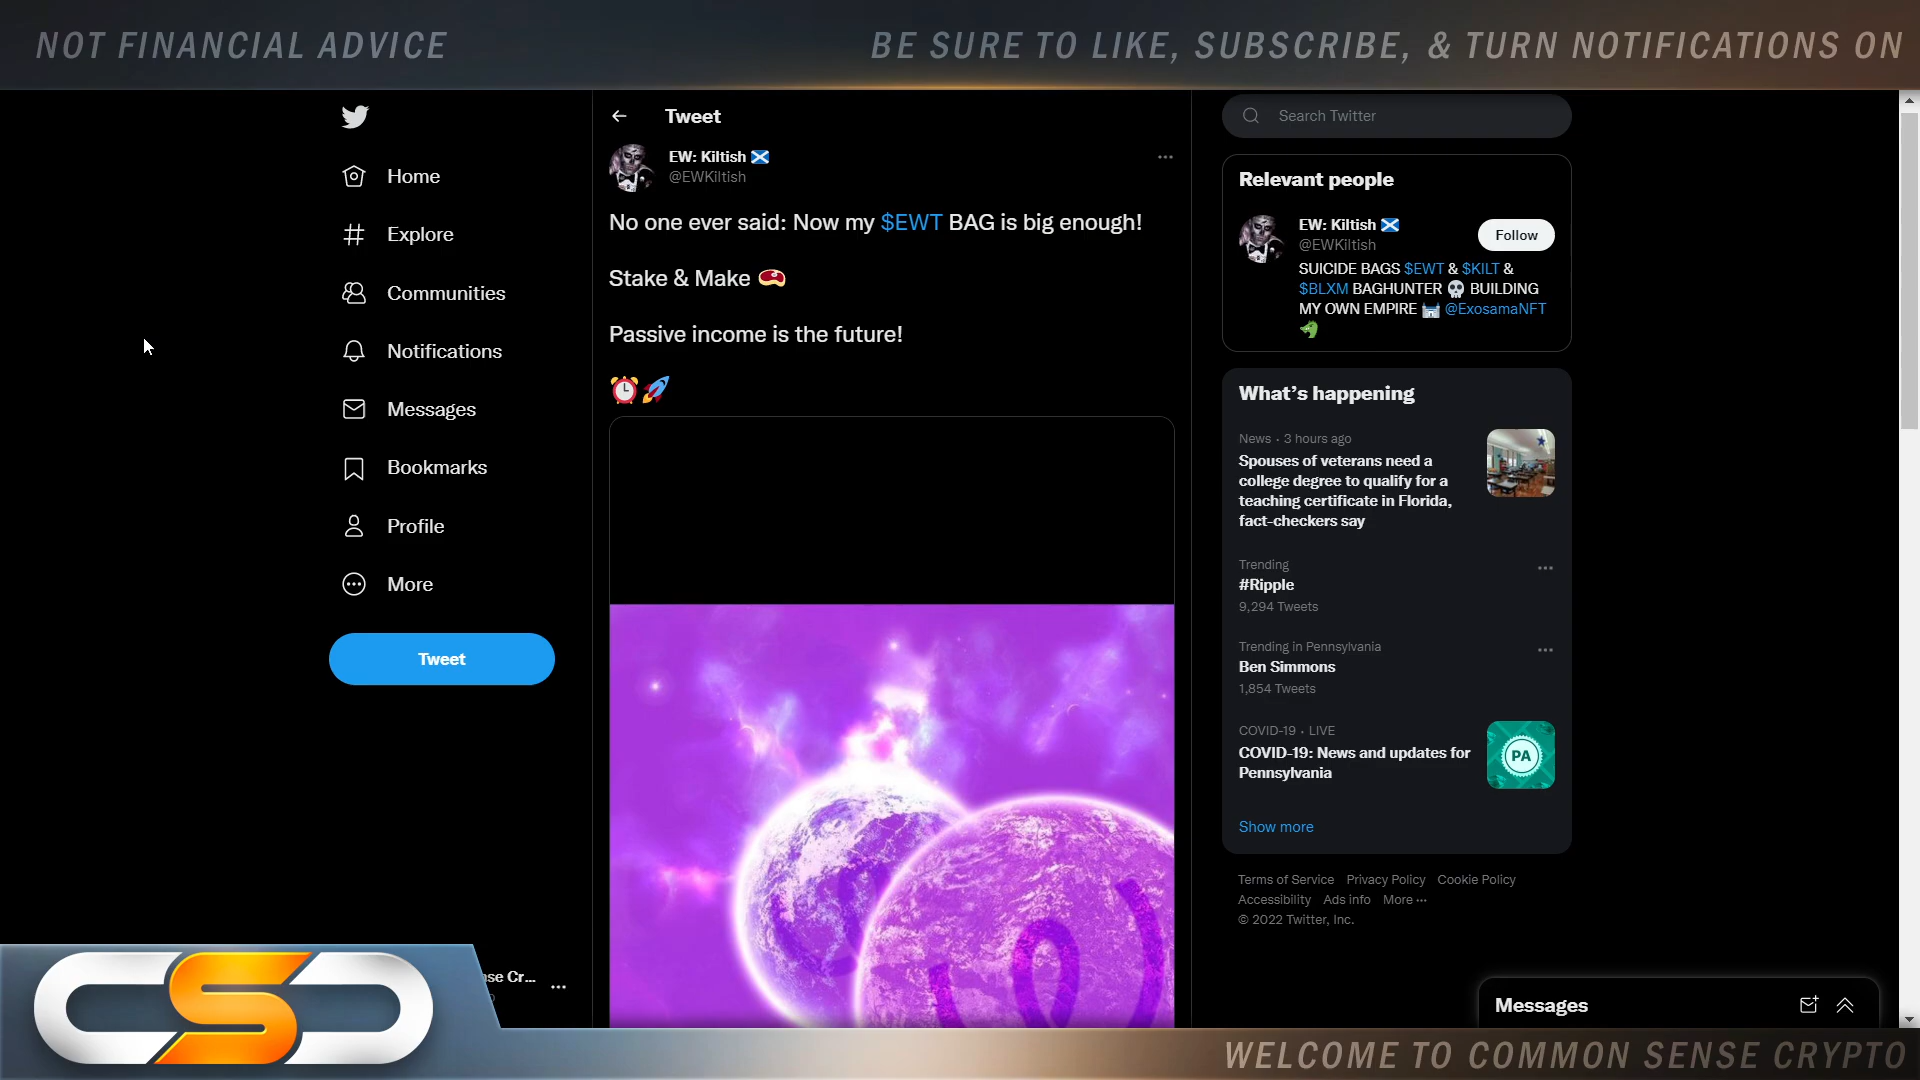 NOT FINANCIAL ADVICE
BE SURE TO LIKE, SUBSCRIBE, & TURN NOTIFICATIONS ON
Home
Explore
Communities
Notifications
Messages
Bookmarks
Profile
More
Tweet
Tweet
EW: Kiltish
@EWKiltish
No one ever said: Now my $EWT BAG is big enough!
Stake & Make
Passive income is the future!
Search Twitter
Relevant people
EW: Kiltish
@EWKiltish
Follow
SUICIDE BAGS $EWT & $KILT &
$BLXM BAGHUNTER BUILDING
MY OWN EMPIRE @ExosamaNFT
What's happening
News · 3 hours ago
Spouses of veterans need a
college degree to qualify for a
teaching certificate in Florida,
fact-checkers say
Trending
#Ripple
9,294 Tweets
Trending in Pennsylvania
Ben Simmons
1,854 Tweets
COVID-19 · LIVE
COVID-19: News and updates for
Pennsylvania
PA
Show more
Terms of Service Privacy Policy Cookie Policy
Accessibility Ads info More ···
© 2022 Twitter, Inc.
nse Cr...
Messages
CSC
WELCOME TO COMMON SENSE CRYPTO